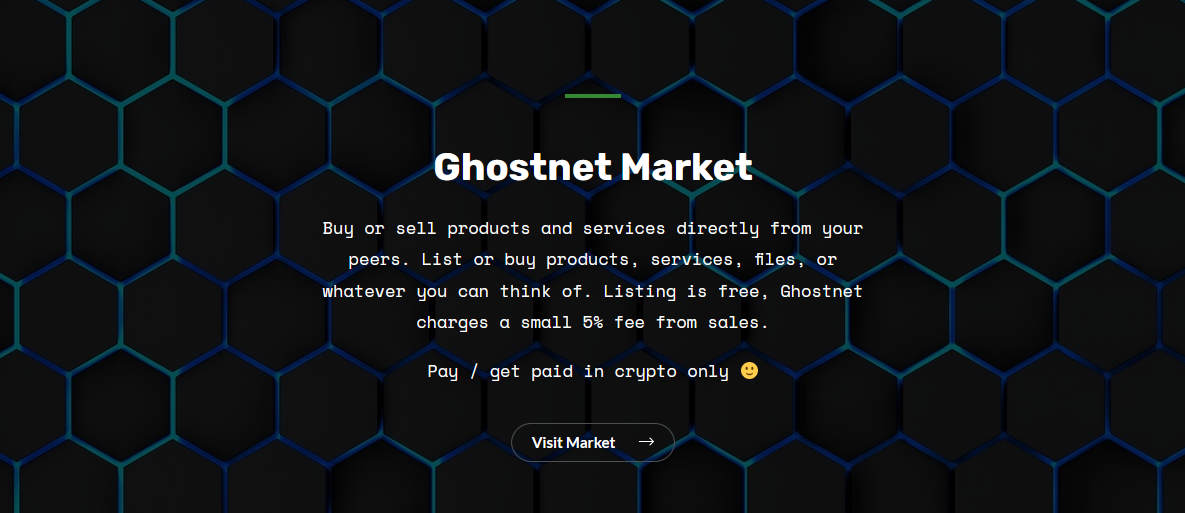 Ghostnet Market
Buy or sell products and services directly from your
peers. List or buy products, services, files, or
whatever you can think of. Listing is free, Ghostnet
charges a small 5% fee from sales.
Pay / get paid in crypto only 🙂
Visit Market →